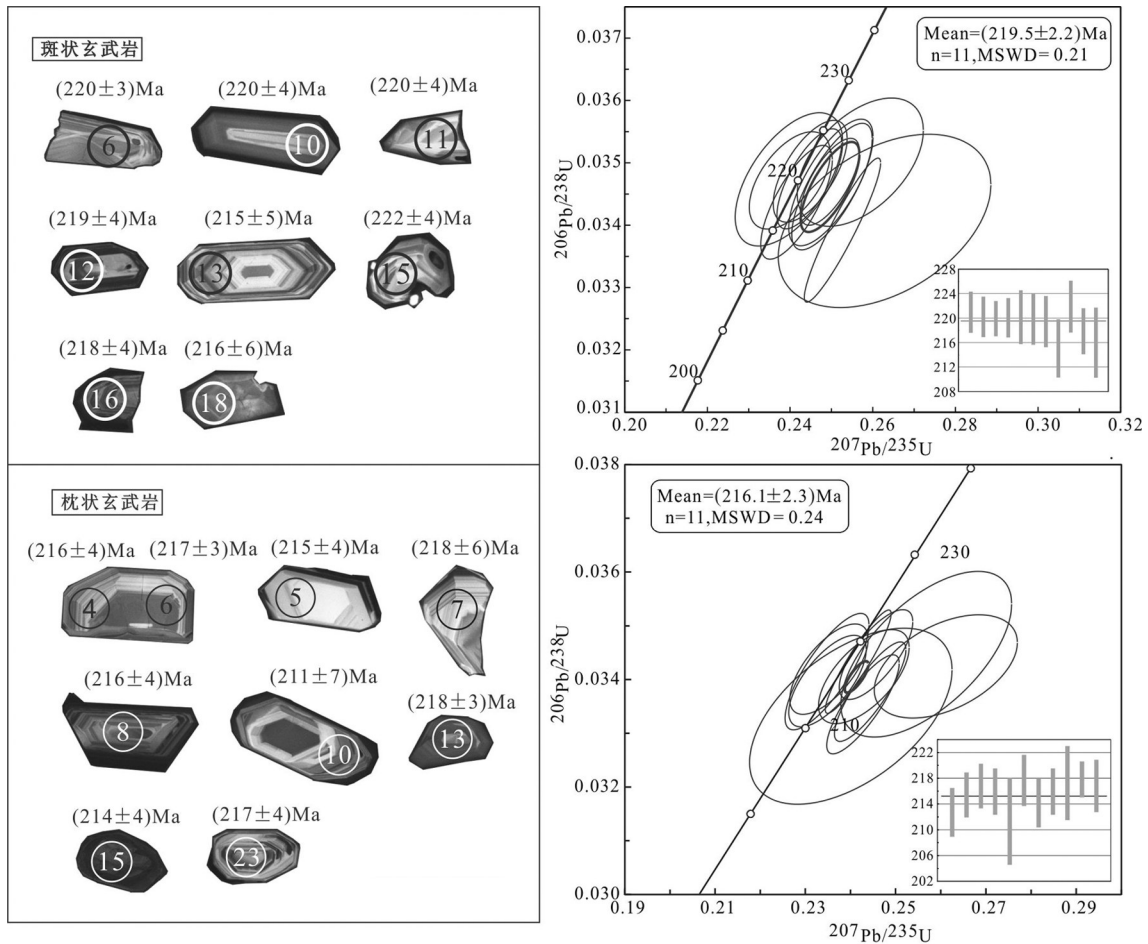 斑状玄武岩
(220±3)Ma
(220±4)Ma
(220±4)Ma
6
10
11
(219±4)Ma
(215±5)Ma
(222±4)Ma
12
13
15
(218±4)Ma
(216±6)Ma
16
18
0.037
0.036
0.035
0.034
0.033
0.032
0.031
206Pb/238U
Mean=(219.5±2.2)Ma
n=11,MSWD=0.21
230
220
210
200
228
224
220
216
212
208
0.20
0.22
0.24
0.26
0.28
0.30
0.32
207Pb/235U
枕状玄武岩
(216±4)Ma
(217±3)Ma
(215±4)Ma
(218±6)Ma
4
6
5
7
(216±4)Ma
(211±7)Ma
(218±3)Ma
8
10
13
(214±4)Ma
(217±4)Ma
15
23
0.038
0.036
0.034
0.032
0.030
206Pb/238U
Mean=(216.1±2.3)Ma
n=11,MSWD=0.24
230
210
222
218
214
210
206
202
0.19
0.21
0.23
0.25
0.27
0.29
207Pb/235U